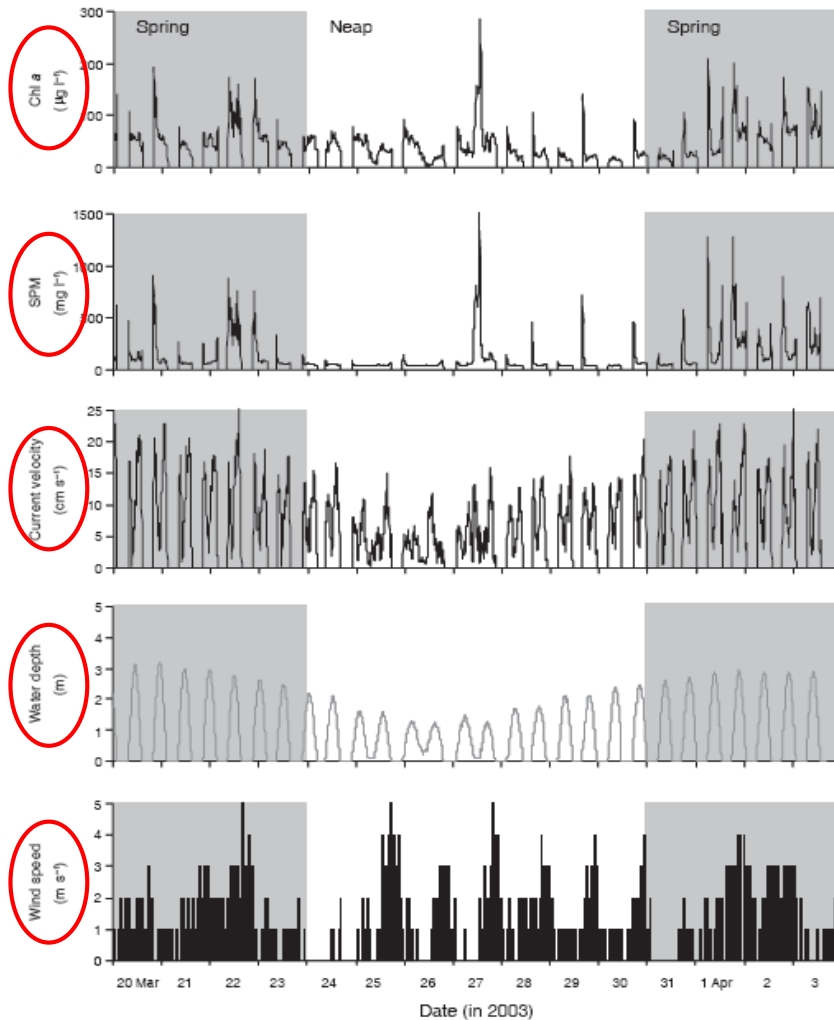 Spring Neap Spring
300
200
00
0
Chl a
(µg l⁻¹)
1500
1000
500
0
SPM
(mg l⁻¹)
25
20
15
10
5
0
Current velocity
(cm s⁻¹)
5
4
3
2
1
0
Water depth
(m)
5
4
3
2
1
0
Wind speed
(m s⁻¹)
20 Mar 21 22 23 24 25 26 27 28 29 30 31 1 Apr 2 3
Date (in 2003)